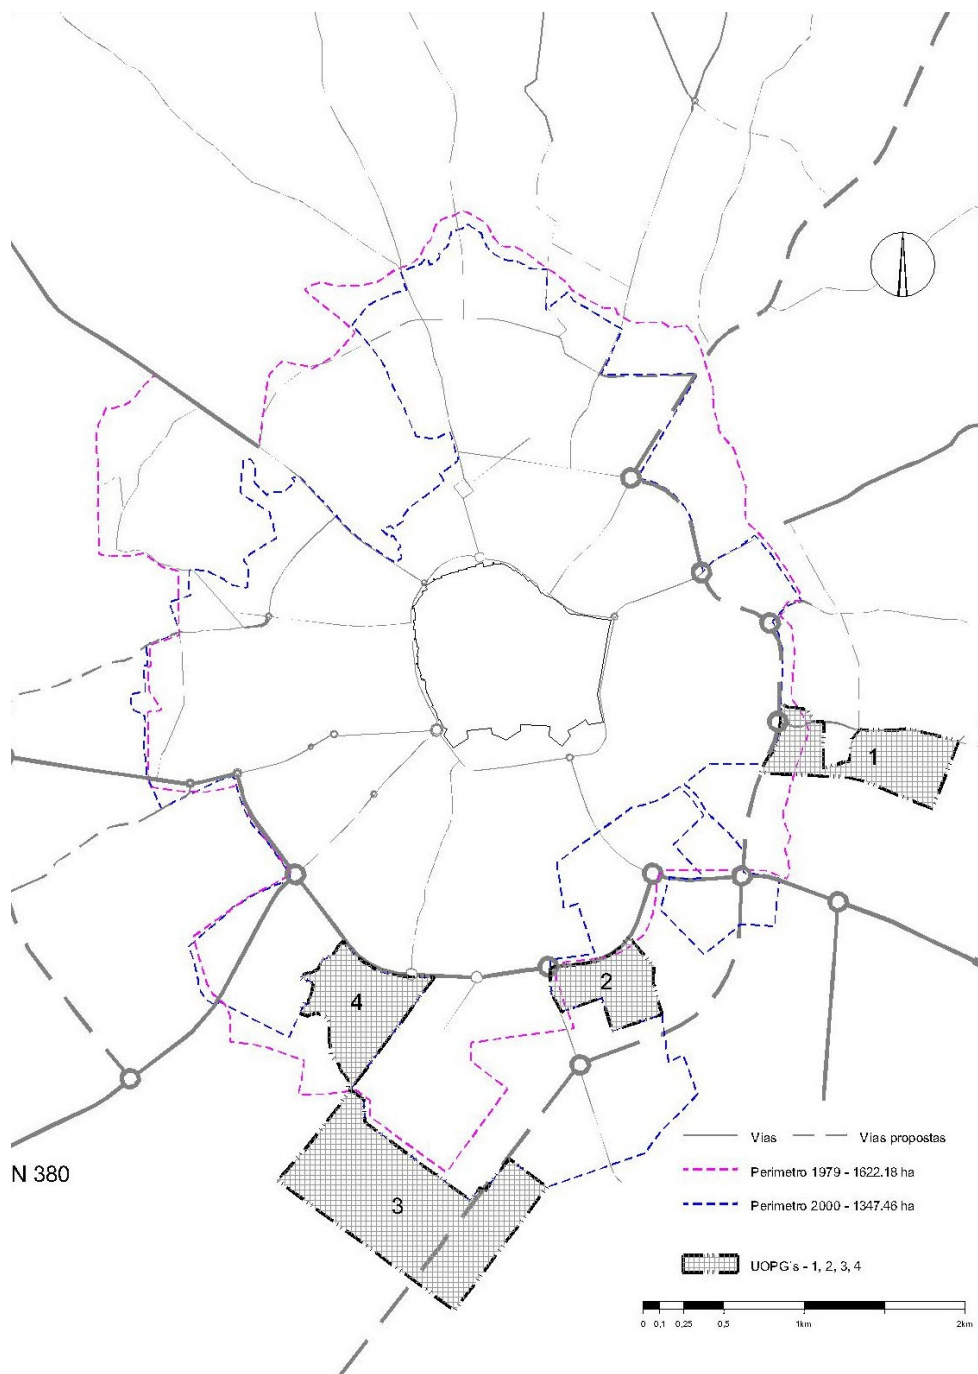 1
2
4
3
N 380
Vias
Vias propostas
Perimetro 1979 - 1622.18 ha
Perimetro 2000 - 1347.46 ha
UOPG´s - 1, 2, 3, 4
0 0,1 0,25 0,5 1km 2km